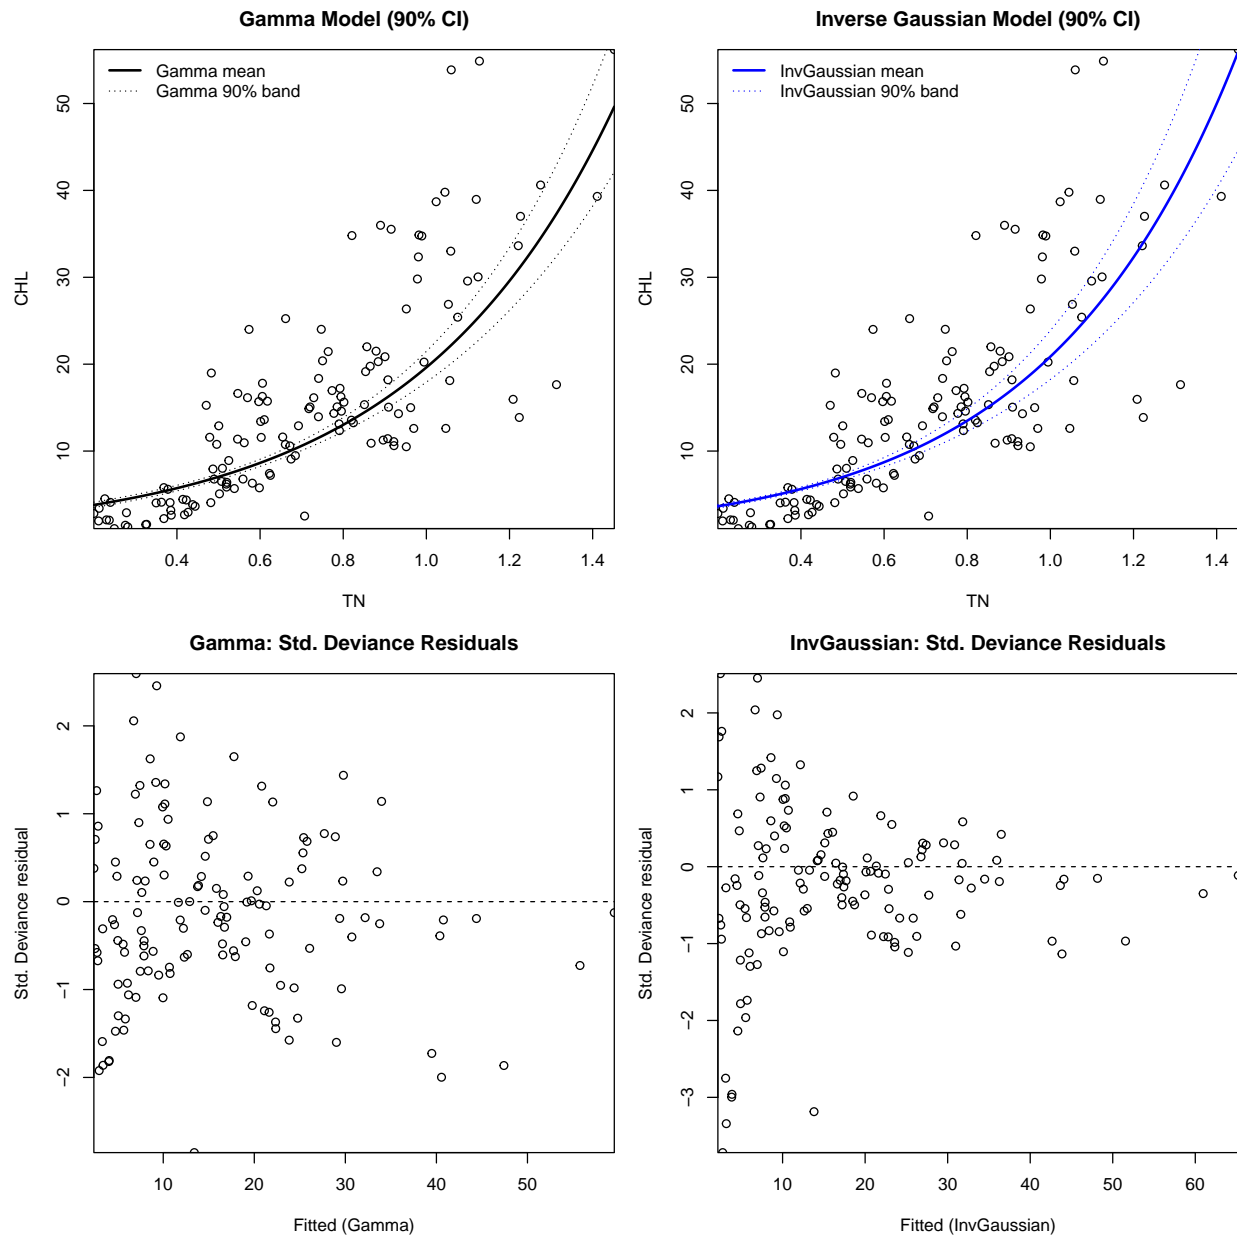 Gamma Model (90% CI)
Gamma mean
Gamma 90% band
CHL
50
40
30
20
10
0.4 0.6 0.8 1.0 1.2 1.4
TN
Inverse Gaussian Model (90% CI)
InvGaussian mean
InvGaussian 90% band
CHL
50
40
30
20
10
0.4 0.6 0.8 1.0 1.2 1.4
TN
Gamma: Std. Deviance Residuals
Std. Deviance residual
2
1
0
-1
-2
10 20 30 40 50
Fitted (Gamma)
InvGaussian: Std. Deviance Residuals
Std. Deviance residual
2
1
0
-1
-2
-3
10 20 30 40 50 60
Fitted (InvGaussian)